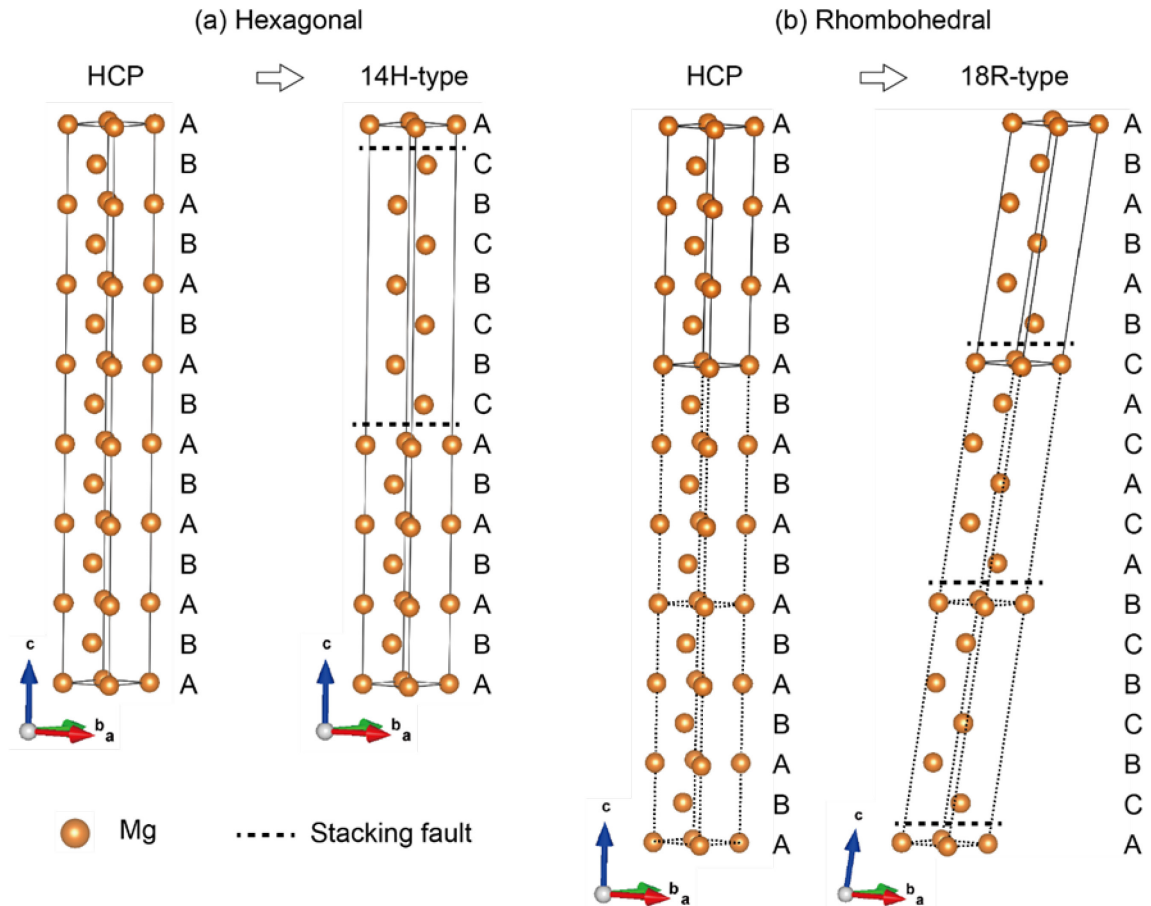 (a) Hexagonal
(b) Rhombohedral
HCP
14H-type
HCP
18R-type
A A A A
B C B B
A B A A
B C B B
A B A A
B C B B
A B A C
B C B A
A A A C
B B B A
A A A C
B B B A
A A A B
B B B C
A A A B
B C
A B
B C
A A
c
b
a
c
b
a
c
b
a
c
b
a
Mg
Stacking fault